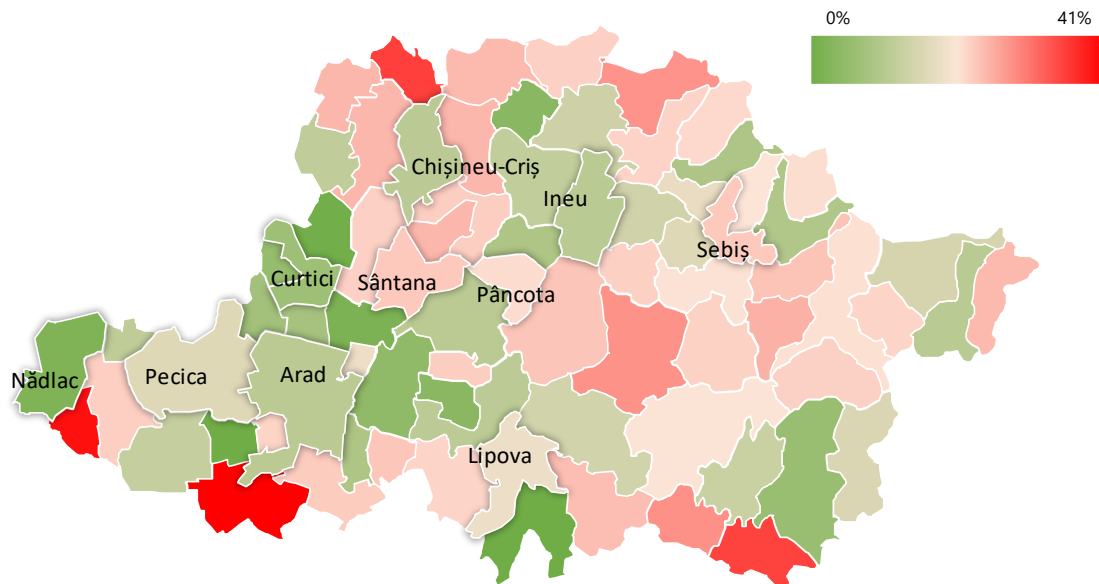 0% 41%
Chișineu-Criș
Ineu
Sebiș
Curtici
Sântana
Pâncota
Nădlac
Pecica
Arad
Lipova